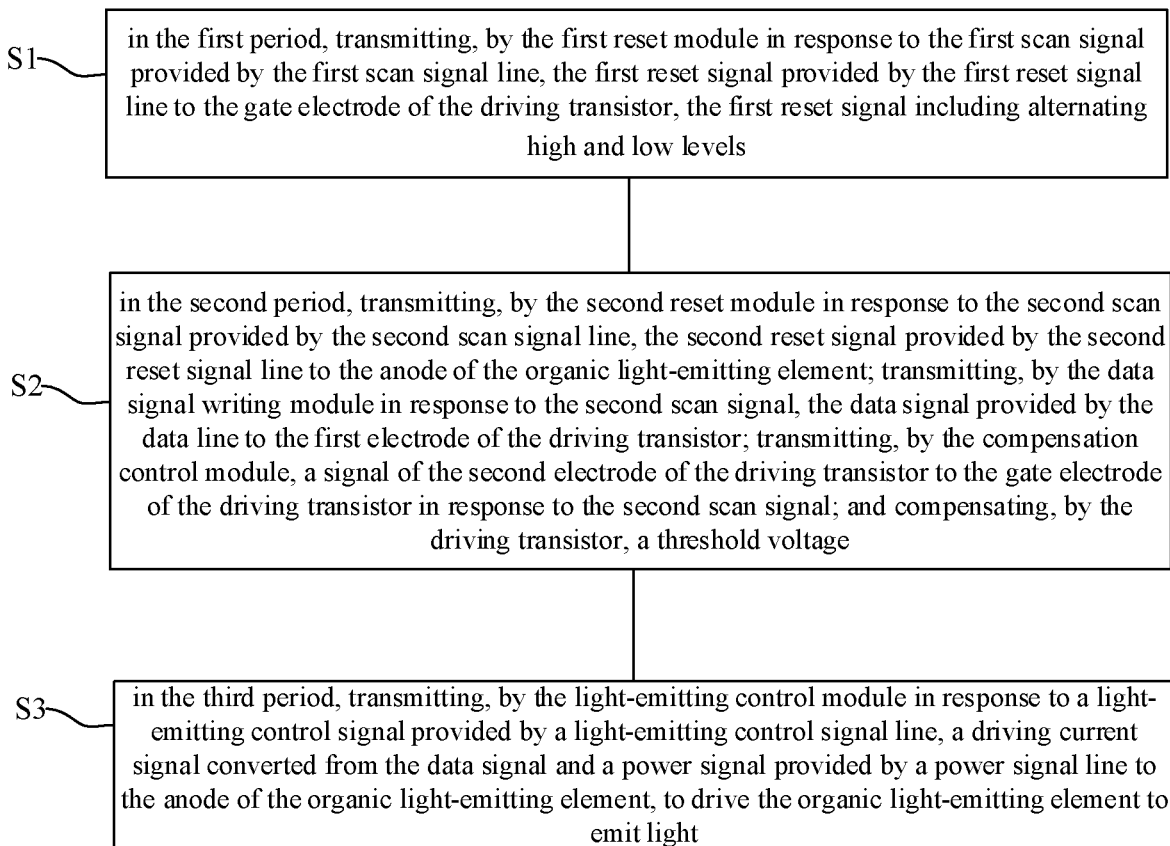 S1
in the first period, transmitting, by the first reset module in response to the first scan signal
provided by the first scan signal line, the first reset signal provided by the first reset signal
line to the gate electrode of the driving transistor, the first reset signal including alternating
high and low levels
S2
in the second period, transmitting, by the second reset module in response to the second scan
signal provided by the second scan signal line, the second reset signal provided by the second
reset signal line to the anode of the organic light-emitting element; transmitting, by the data
signal writing module in response to the second scan signal, the data signal provided by the
data line to the first electrode of the driving transistor; transmitting, by the compensation
control module, a signal of the second electrode of the driving transistor to the gate electrode
of the driving transistor in response to the second scan signal; and compensating, by the
driving transistor, a threshold voltage
S3
in the third period, transmitting, by the light-emitting control module in response to a light-
emitting control signal provided by a light-emitting control signal line, a driving current
signal converted from the data signal and a power signal provided by a power signal line to
the anode of the organic light-emitting element, to drive the organic light-emitting element to
emit light